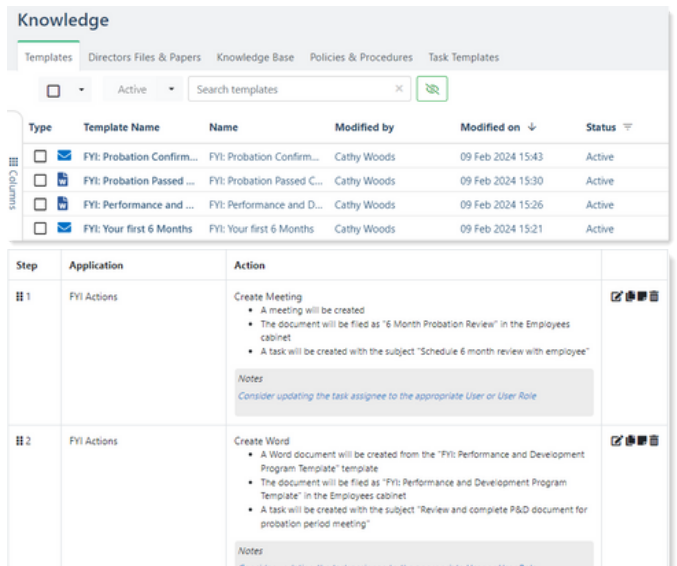 Knowledge
Templates Directors Files & Papers Knowledge Base Policies & Procedures Task Templates
Active Search templates
Type Template Name Name Modified by Modified on Status
FYI: Probation Confirm... FYI: Probation Confirm... Cathy Woods 09 Feb 2024 15:43 Active
FYI: Probation Passed ... FYI: Probation Passed C... Cathy Woods 09 Feb 2024 15:30 Active
FYI: Performance and ... FYI: Performance and D... Cathy Woods 09 Feb 2024 15:26 Active
FYI: Your first 6 Months FYI: Your first 6 Months Cathy Woods 09 Feb 2024 15:21 Active
Columns
Step Application Action
1 FYI Actions Create Meeting
• A meeting will be created
• The document will be filed as "6 Month Probation Review" in the Employees
cabinet
• A task will be created with the subject "Schedule 6 month review with employee"
Notes
Consider updating the task assignee to the appropriate User or User Role
2 FYI Actions Create Word
• A Word document will be created from the "FYI: Performance and Development
Program Template" template
• The document will be filed as "FYI: Performance and Development Program
Template" in the Employees cabinet
• A task will be created with the subject "Review and complete P&D document for
probation period meeting"
Notes